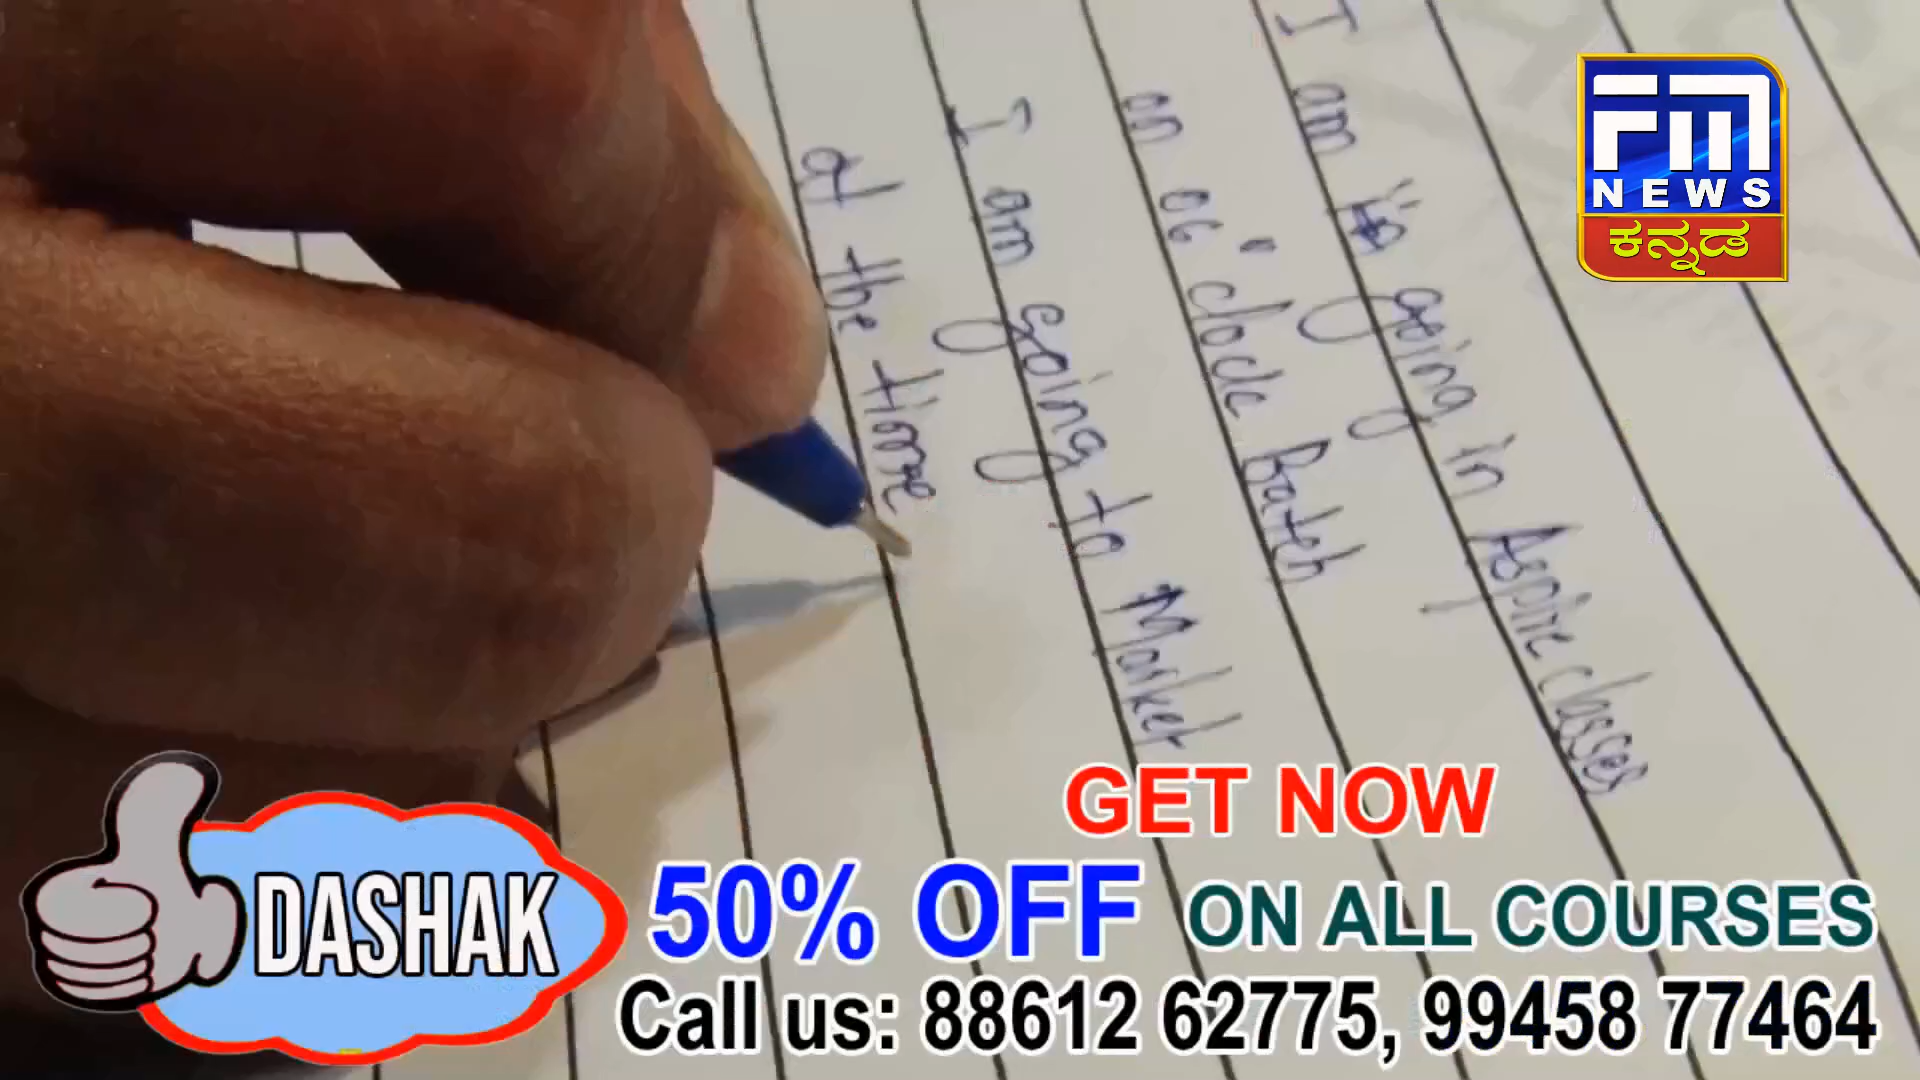 FM
NEWS
ಕನ್ನಡ
I am in going in Aspire classes
on 06° clock Batch
I am going to Market
at the time
GET NOW
DASHAK
50% OFF ON ALL COURSES
Call us: 88612 62775, 99458 77464